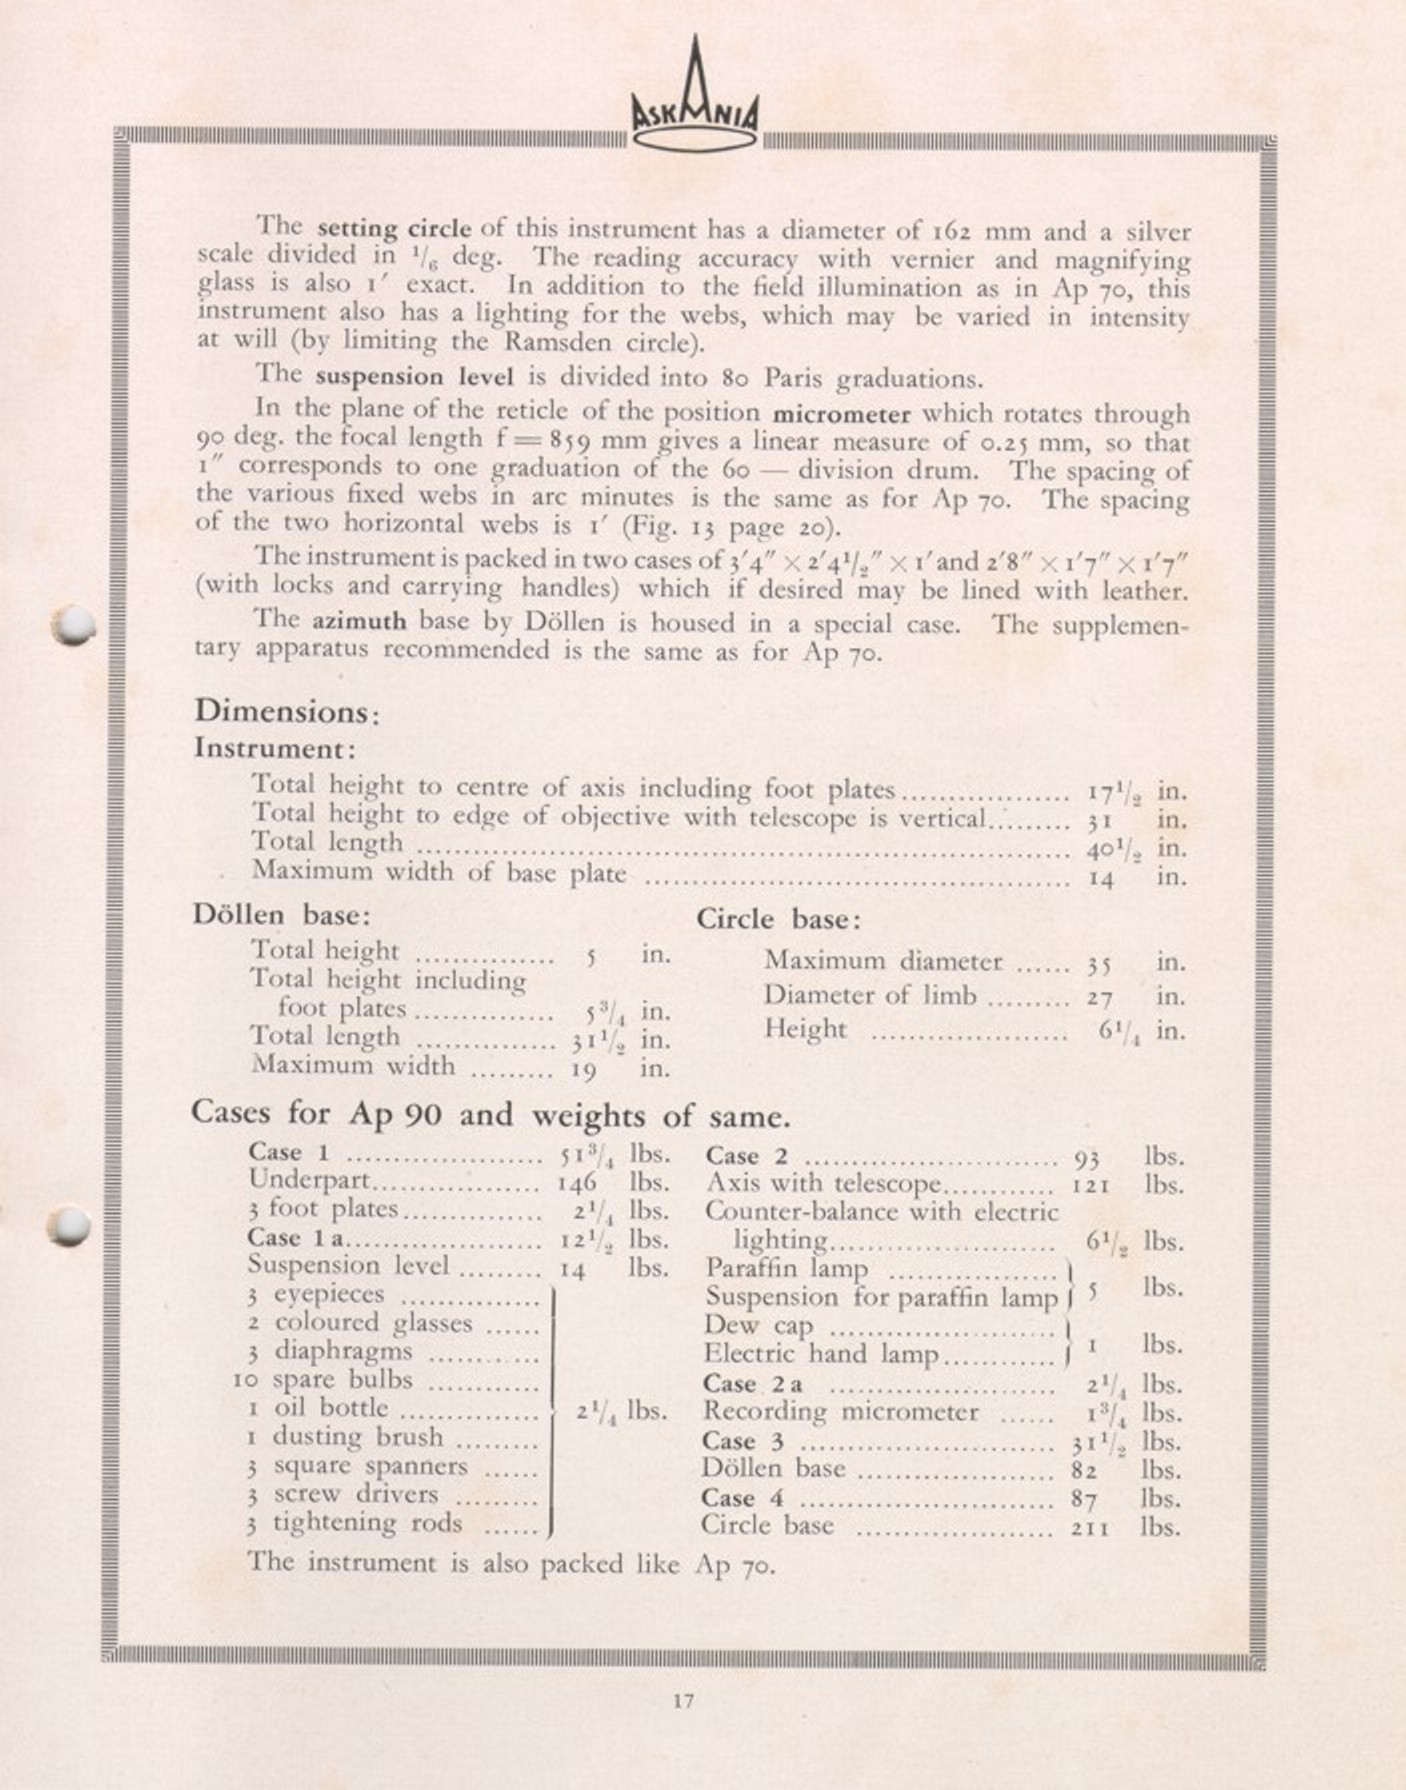 ASKANIA
The setting circle of this instrument has a diameter of 162 mm and a silver
scale divided in 1/6 deg. The reading accuracy with vernier and magnifying
glass is also 1′ exact. In addition to the field illumination as in Ap 70, this
instrument also has a lighting for the webs, which may be varied in intensity
at will (by limiting the Ramsden circle).
The suspension level is divided into 80 Paris graduations.
In the plane of the reticle of the position micrometer which rotates through
90 deg. the focal length f = 859 mm gives a linear measure of 0.25 mm, so that
1″ corresponds to one graduation of the 60 — division drum. The spacing of
the various fixed webs in arc minutes is the same as for Ap 70. The spacing
of the two horizontal webs is 1′ (Fig. 13 page 20).
The instrument is packed in two cases of 3′4″ × 2′4 1/2″ × 1′ and 2′8″ × 1′7″ × 1′7″
(with locks and carrying handles) which if desired may be lined with leather.
The azimuth base by Döllen is housed in a special case. The supplemen-
tary apparatus recommended is the same as for Ap 70.
Dimensions:
Instrument:
Total height to centre of axis including foot plates .................. 17 1/2 in.
Total height to edge of objective with telescope is vertical.......... 31 in.
Total length .................. 40 1/2 in.
Maximum width of base plate .................. 14 in.
Döllen base:
Total height ............... 5 in.
Total height including
foot plates ............... 5 3/4 in.
Total length ............... 31 1/2 in.
Maximum width ......... 19 in.
Circle base:
Maximum diameter ...... 35 in.
Diameter of limb ......... 27 in.
Height ..................... 6 1/4 in.
Cases for Ap 90 and weights of same.
Case 1 ..................... 51 3/4 lbs.
Underpart.................. 146 lbs.
3 foot plates ............... 2 1/4 lbs.
Case 1 a..................... 12 1/2 lbs.
Suspension level ......... 14 lbs.
3 eyepieces ...............
2 coloured glasses ......
3 diaphragms ............
10 spare bulbs ............
1 oil bottle ............... 2 1/4 lbs.
1 dusting brush .........
3 square spanners ......
3 screw drivers .........
3 tightening rods ......
Case 2 ........................... 93 lbs.
Axis with telescope............ 121 lbs.
Counter-balance with electric
lighting........................ 6 1/2 lbs.
Paraffin lamp ..................
Suspension for paraffin lamp 5 lbs.
Dew cap ........................
Electric hand lamp............ 1 lbs.
Case 2 a ........................ 2 1/4 lbs.
Recording micrometer ...... 1 3/4 lbs.
Case 3 ........................... 31 1/2 lbs.
Döllen base ..................... 82 lbs.
Case 4 ........................... 87 lbs.
Circle base ..................... 211 lbs.
The instrument is also packed like Ap 70.
17